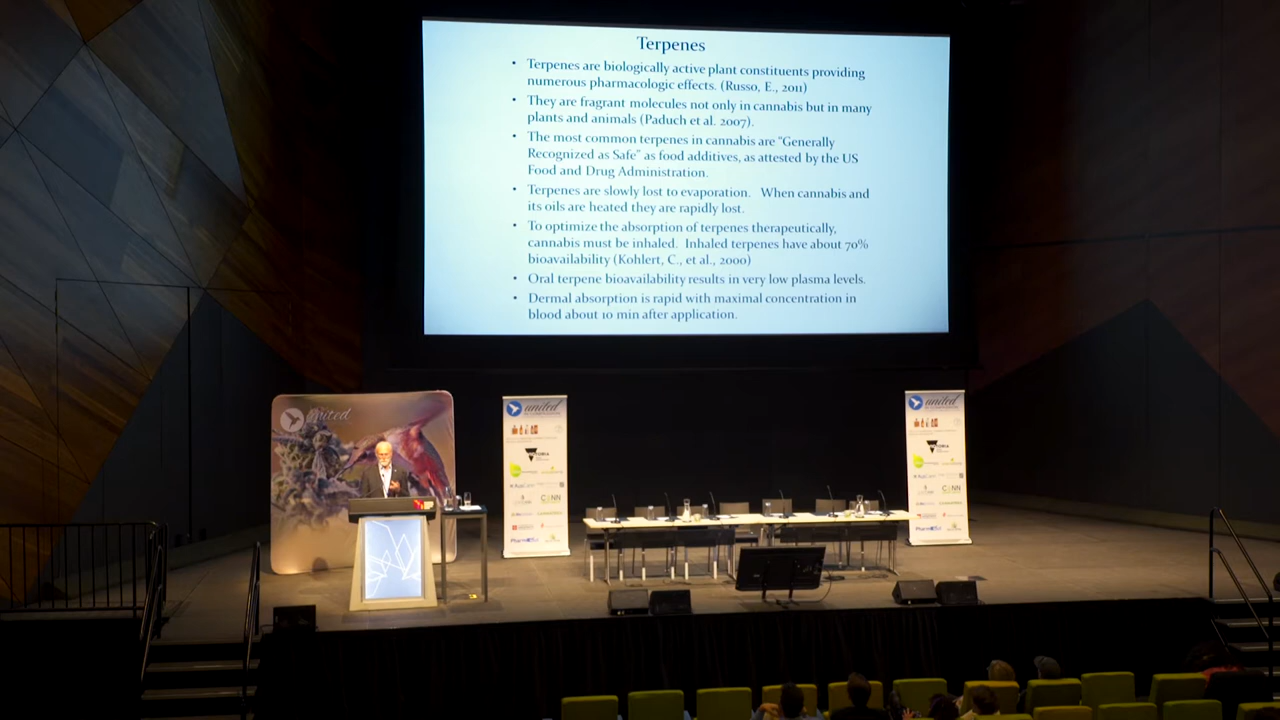 Terpenes
• Terpenes are biologically active plant constituents providing
numerous pharmacologic effects. (Russo, E., 2011)
• They are fragrant molecules not only in cannabis but in many
plants and animals (Paduch et al. 2007).
• The most common terpenes in cannabis are "Generally
Recognized as Safe" as food additives, as attested by the US
Food and Drug Administration.
• Terpenes are slowly lost to evaporation. When cannabis and
its oils are heated they are rapidly lost.
• To optimize the absorption of terpenes therapeutically,
cannabis must be inhaled. Inhaled terpenes have about 70%
bioavailability (Kohlert, C., et al., 2000)
• Oral terpene bioavailability results in very low plasma levels.
• Dermal absorption is rapid with maximal concentration in
blood about 10 min after application.
united
united
united